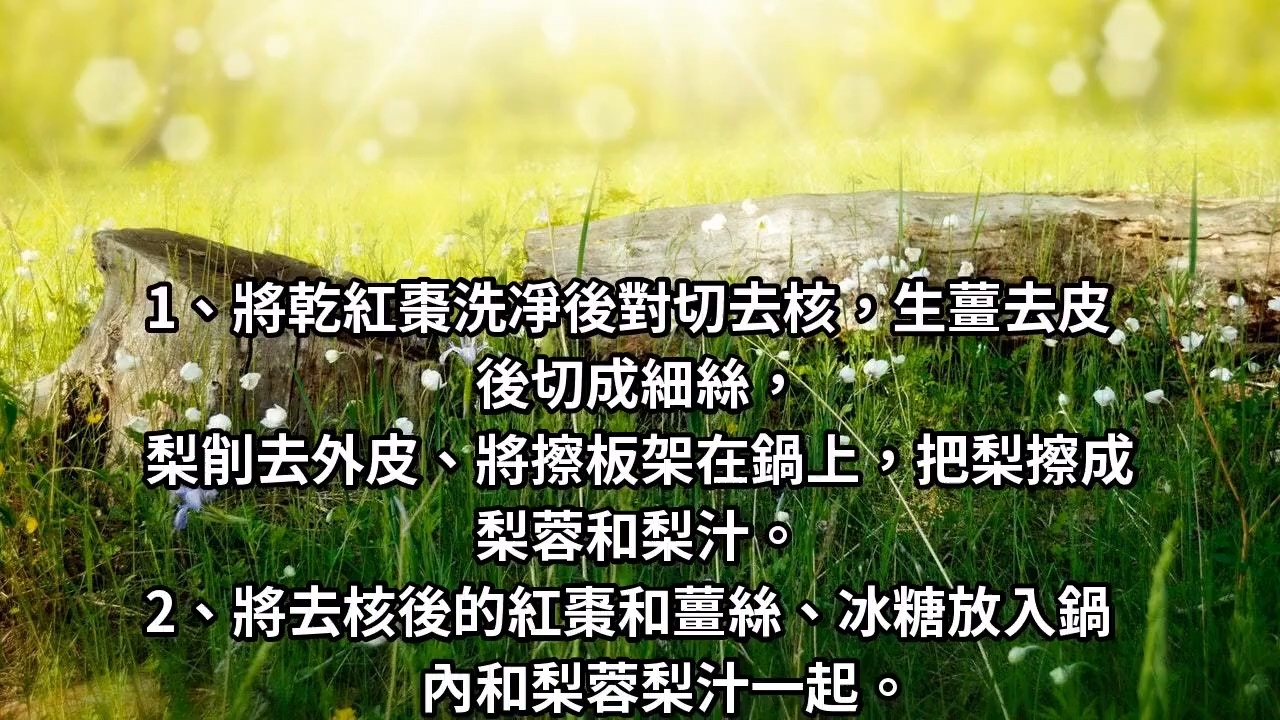 1、將乾紅棗洗凈後對切去核，生薑去皮
後切成細絲，
梨削去外皮、將擦板架在鍋上，把梨擦成
梨蓉和梨汁。
2、將去核後的紅棗和薑絲、冰糖放入鍋
內和梨蓉梨汁一起。